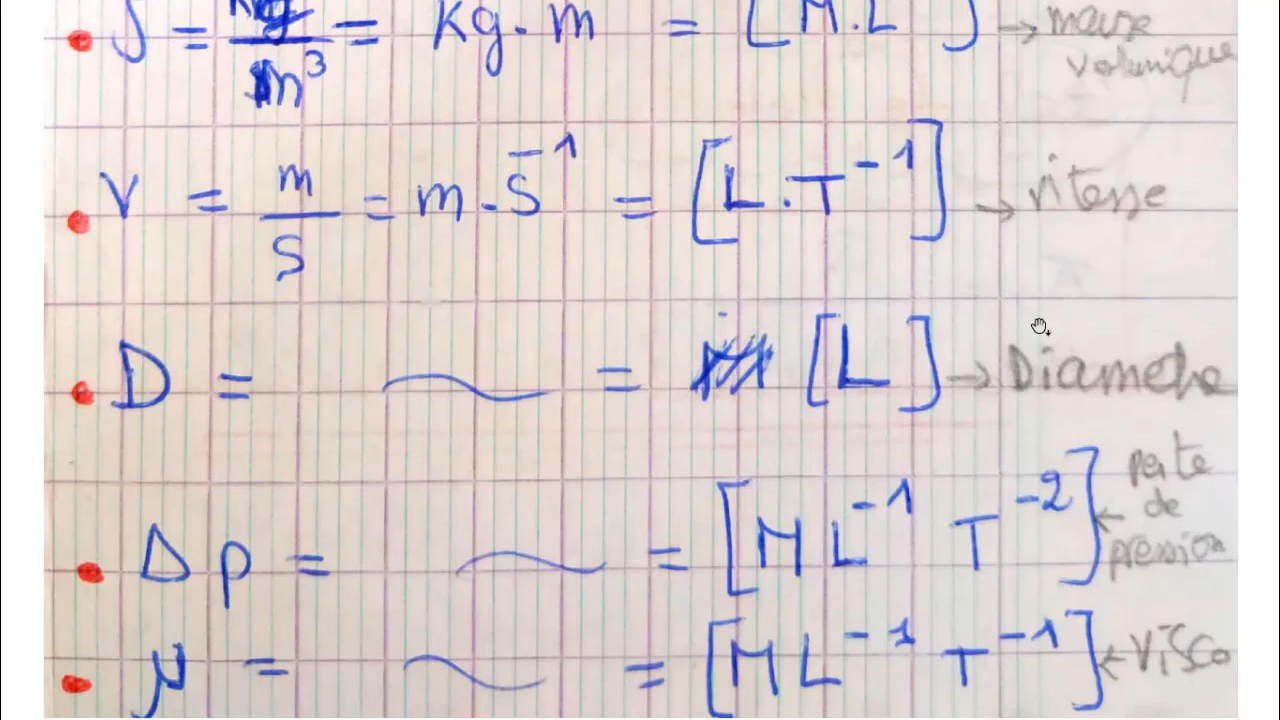 ρ = kg/m³ = Kg. m = [M.L ] → masse volumique
V = m/S = m.S⁻¹ = [L.T⁻¹] → vitesse
D = ~ = [L] → Diametre
Δp = ~ = [M L⁻¹ T⁻²] ← perte de pression
μ = ~ = [M L⁻¹ T⁻¹] ← Visco